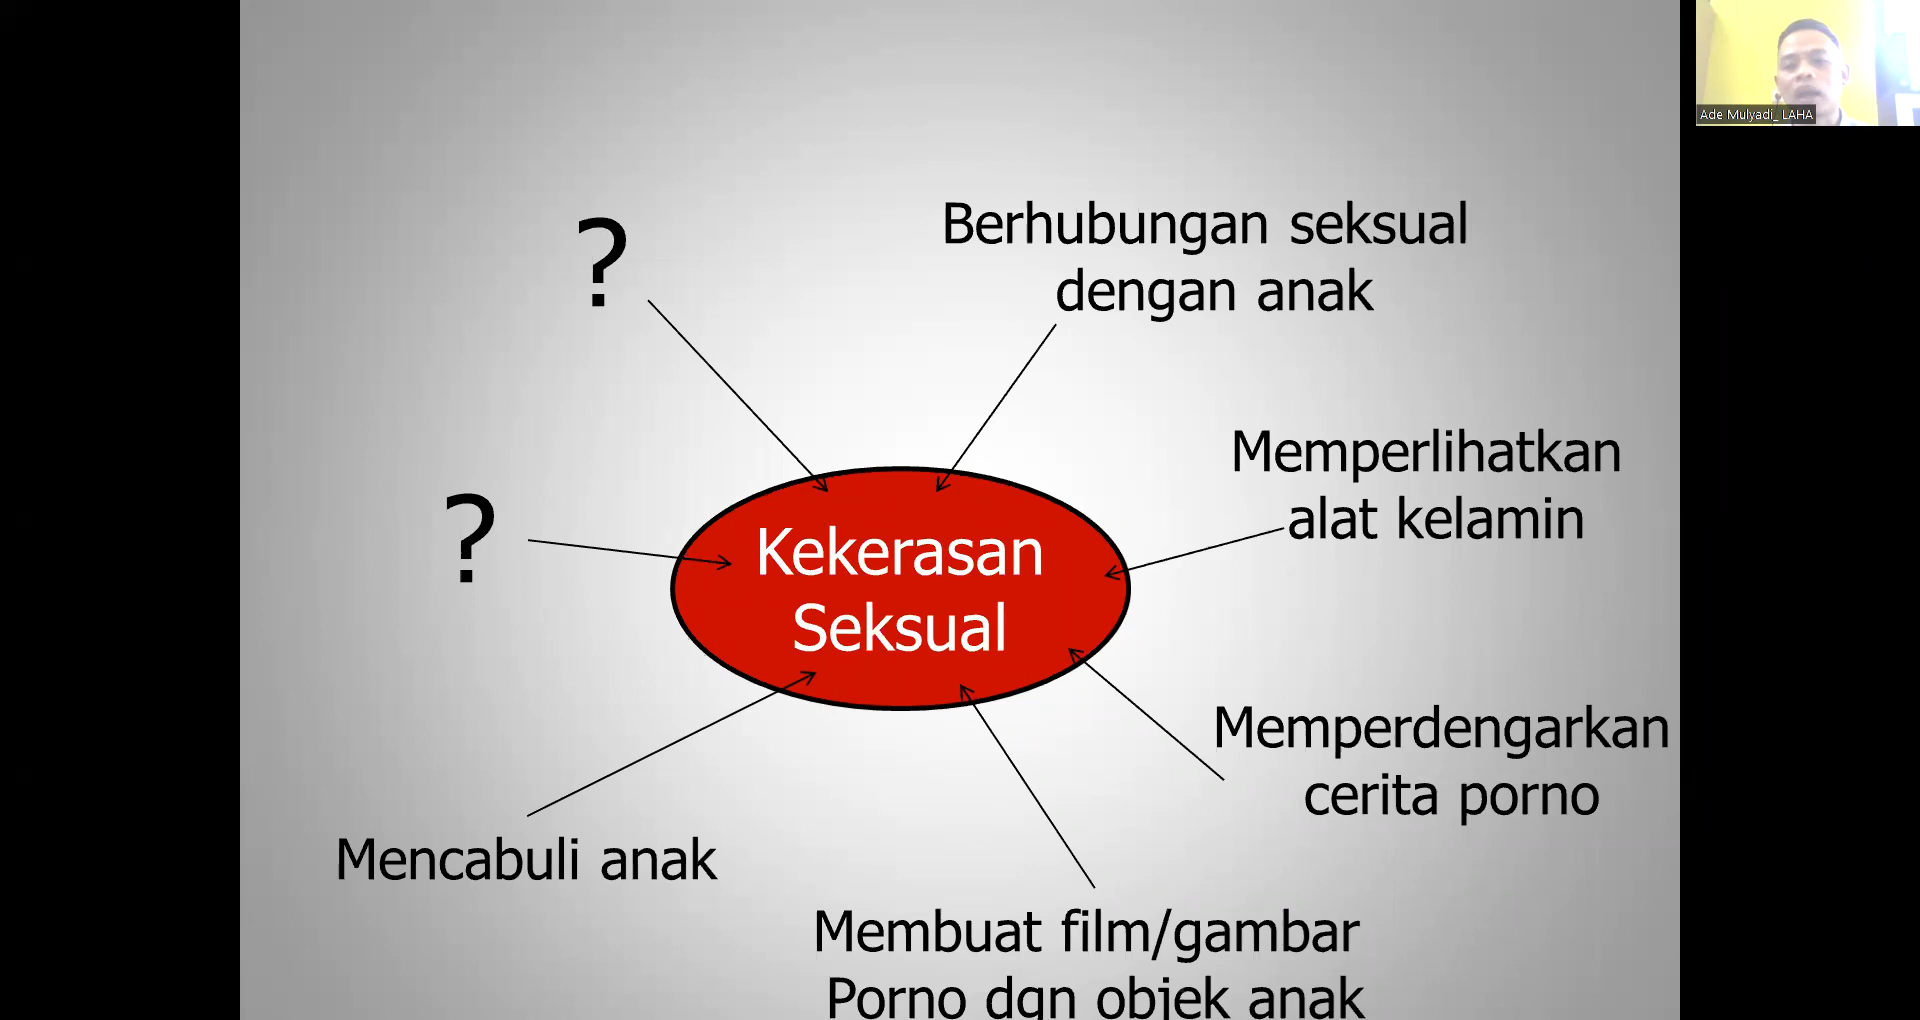 Ade Mulyadi_ LAHA
?
Berhubungan seksual
dengan anak
Memperlihatkan
alat kelamin
?
Kekerasan
Seksual
Memperdengarkan
cerita porno
Mencabuli anak
Membuat film/gambar
Porno dgn objek anak